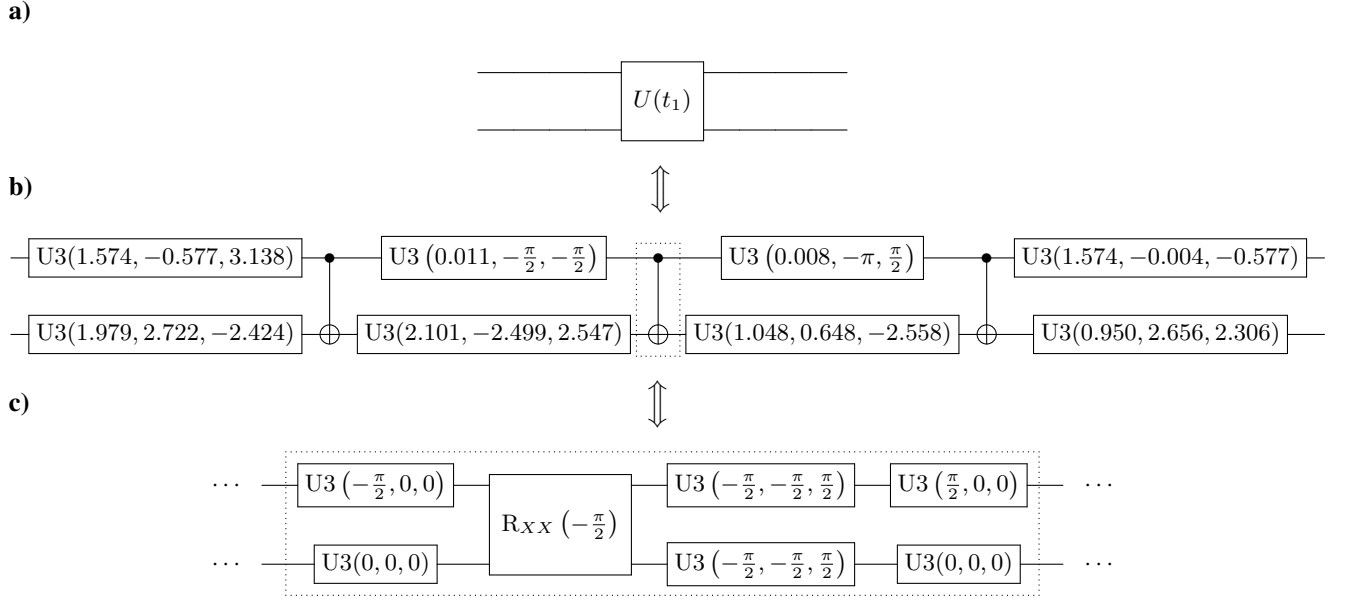 a)
U(t₁)
b)
U3(1.574, −0.577, 3.138) U3 (0.011, −π/2, −π/2) U3 (0.008, −π, π/2) U3(1.574, −0.004, −0.577)
U3(1.979, 2.722, −2.424) U3(2.101, −2.499, 2.547) U3(1.048, 0.648, −2.558) U3(0.950, 2.656, 2.306)
c)
··· U3 (−π/2, 0, 0) U3 (−π/2, −π/2, π/2) U3 (π/2, 0, 0) ···
R_XX (−π/2)
··· U3(0, 0, 0) U3 (−π/2, −π/2, π/2) U3(0, 0, 0) ···